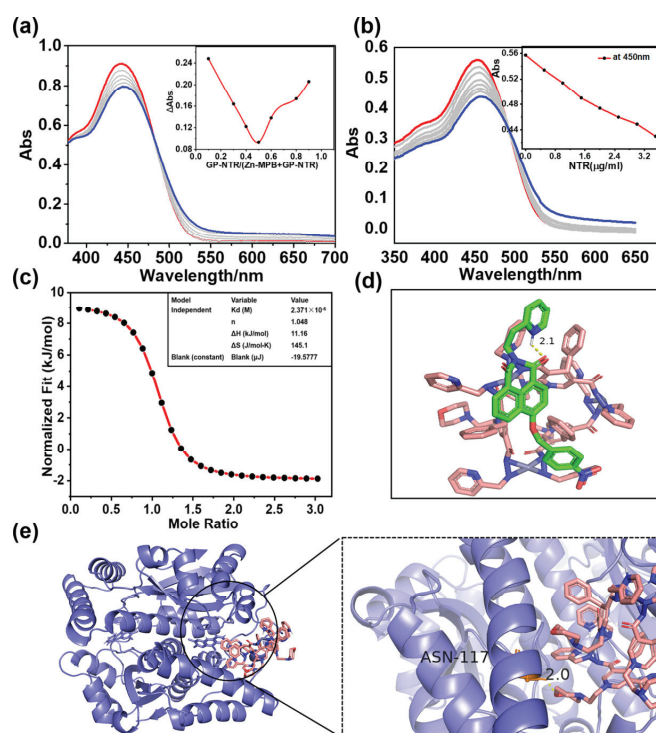 (a)
Abs
1.0
0.8
0.6
0.4
0.2
0.0
400 450 500 550 600 650 700
Wavelength/nm
ΔAbs.
0.24
0.20
0.16
0.12
0.08
0.0 0.2 0.4 0.6 0.8 1.0
GP-NTR/(Zn-MPB+GP-NTR)
(b)
Abs
0.6
0.5
0.4
0.3
0.2
0.1
0.0
350 400 450 500 550 600 650
Wavelength/nm
Abs
0.56
0.52
0.48
0.44
at 450nm
0.0 1.2 2.4 3.6
NTR(μg/ml)
(c)
Normalized Fit (kJ/mol)
10
8
6
4
2
0
-2
0.0 0.5 1.0 1.5 2.0 2.5 3.0
Mole Ratio
Model Variable Value
Independent Kd (M) 2.371×10⁻⁶
n 1.048
ΔH (kJ/mol) 11.16
ΔS (J/mol-K) 145.1
Blank (constant) Blank (μJ) -19.5777
(d)
2.1
(e)
ASN-117
2.0